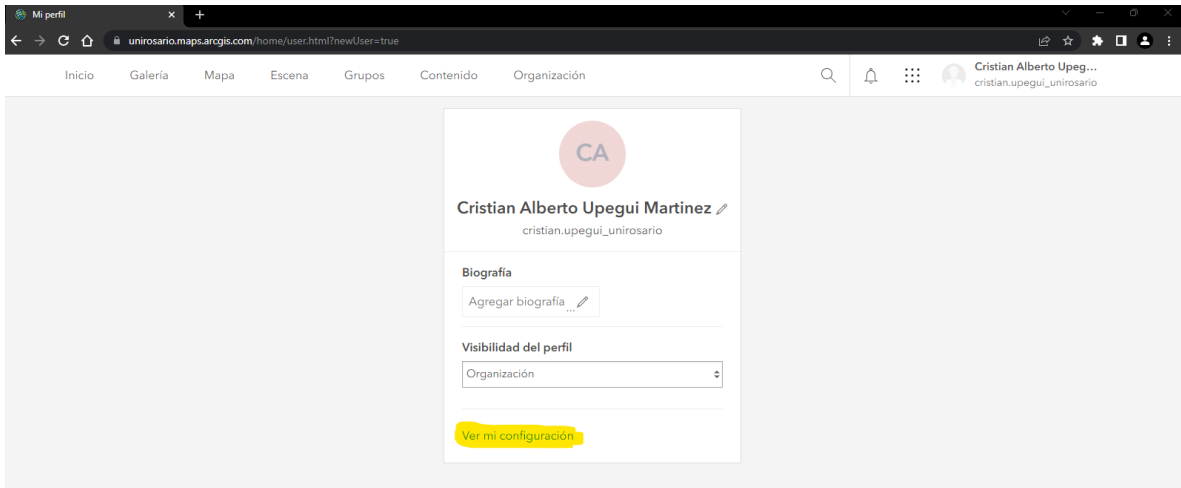 Mi perfil
unirosario.maps.arcgis.com/home/user.html?newUser=true
Inicio Galería Mapa Escena Grupos Contenido Organización
Cristian Alberto Upeg...
cristian.upegui_unirosario
CA
Cristian Alberto Upegui Martinez
cristian.upegui_unirosario
Biografía
Agregar biografía ...
Visibilidad del perfil
Organización
Ver mi configuración